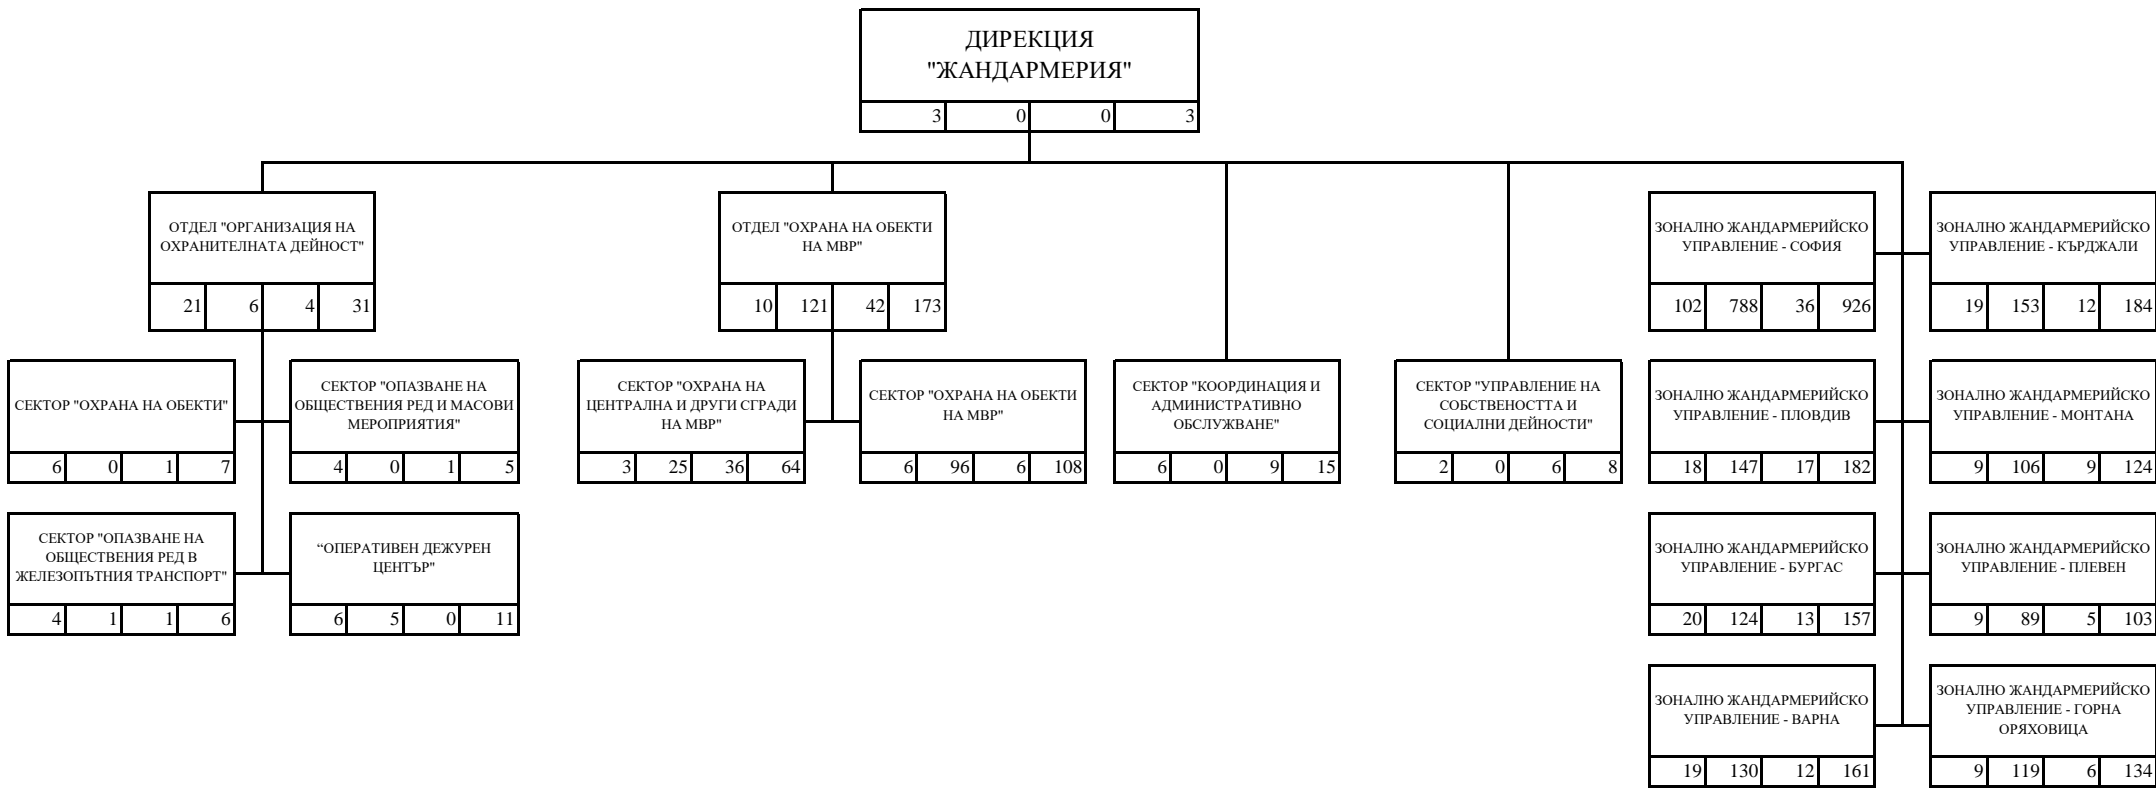 ДИРЕКЦИЯ
"ЖАНДАРМЕРИЯ"
3 0 0 3
ОТДЕЛ "ОРГАНИЗАЦИЯ НА
ОХРАНИТЕЛНАТА ДЕЙНОСТ"
21 6 4 31
ОТДЕЛ "ОХРАНА НА ОБЕКТИ
НА МВР"
10 121 42 173
ЗОНАЛНО ЖАНДАРМЕРИЙСКО
УПРАВЛЕНИЕ - СОФИЯ
102 788 36 926
ЗОНАЛНО ЖАНДАРМЕРИЙСКО
УПРАВЛЕНИЕ - КЪРДЖАЛИ
19 153 12 184
СЕКТОР "ОХРАНА НА ОБЕКТИ"
6 0 1 7
СЕКТОР "ОПАЗВАНЕ НА
ОБЩЕСТВЕНИЯ РЕД И МАСОВИ
МЕРОПРИЯТИЯ"
4 0 1 5
СЕКТОР "ОХРАНА НА
ЦЕНТРАЛНА И ДРУГИ СГРАДИ
НА МВР"
3 25 36 64
СЕКТОР "ОХРАНА НА ОБЕКТИ
НА МВР"
6 96 6 108
СЕКТОР "КООРДИНАЦИЯ И
АДМИНИСТРАТИВНО
ОБСЛУЖВАНЕ"
6 0 9 15
СЕКТОР "УПРАВЛЕНИЕ НА
СОБСТВЕНОСТТА И
СОЦИАЛНИ ДЕЙНОСТИ"
2 0 6 8
ЗОНАЛНО ЖАНДАРМЕРИЙСКО
УПРАВЛЕНИЕ - ПЛОВДИВ
18 147 17 182
ЗОНАЛНО ЖАНДАРМЕРИЙСКО
УПРАВЛЕНИЕ - МОНТАНА
9 106 9 124
СЕКТОР "ОПАЗВАНЕ НА
ОБЩЕСТВЕНИЯ РЕД В
ЖЕЛЕЗОПЪТНИЯ ТРАНСПОРТ"
4 1 1 6
“ОПЕРАТИВЕН ДЕЖУРЕН
ЦЕНТЪР"
6 5 0 11
ЗОНАЛНО ЖАНДАРМЕРИЙСКО
УПРАВЛЕНИЕ - БУРГАС
20 124 13 157
ЗОНАЛНО ЖАНДАРМЕРИЙСКО
УПРАВЛЕНИЕ - ПЛЕВЕН
9 89 5 103
ЗОНАЛНО ЖАНДАРМЕРИЙСКО
УПРАВЛЕНИЕ - ВАРНА
19 130 12 161
ЗОНАЛНО ЖАНДАРМЕРИЙСКО
УПРАВЛЕНИЕ - ГОРНА
ОРЯХОВИЦА
9 119 6 134